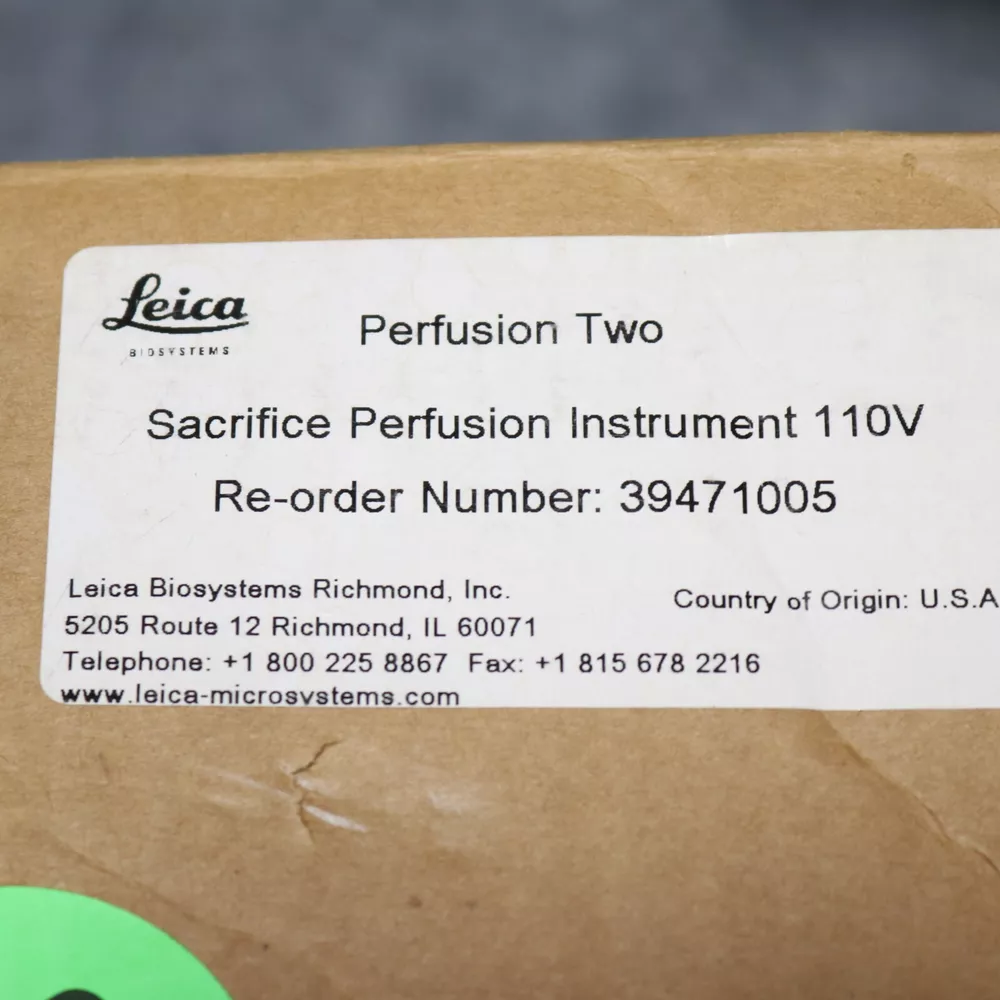 Leica
BIOSYSTEMS
Perfusion Two
Sacrifice Perfusion Instrument 110V
Re-order Number: 39471005
Leica Biosystems Richmond, Inc.
5205 Route 12 Richmond, IL 60071
Telephone: +1 800 225 8867 Fax: +1 815 678 2216
www.leica-microsystems.com
Country of Origin: U.S.A